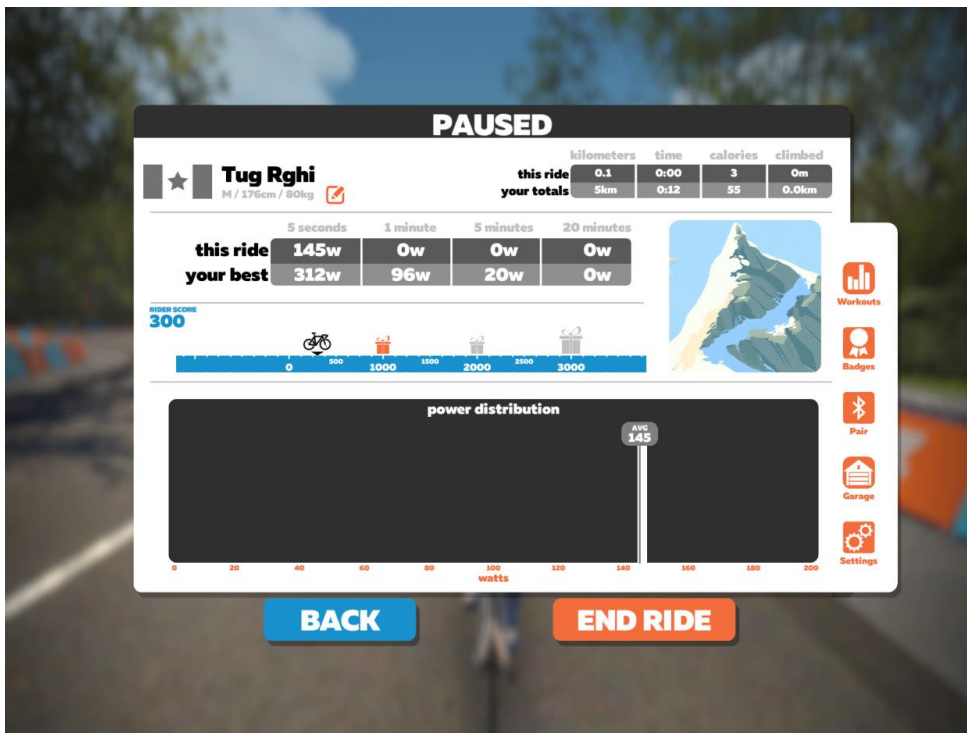 PAUSED
kilometers time calories climbed
Tug Rghi
M / 176cm / 80kg
this ride 0.1 0:00 3 0m
your totals 5km 0:12 55 0.0km
5 seconds 1 minute 5 minutes 20 minutes
this ride 145w 0w 0w 0w
your best 312w 96w 20w 0w
RIDER SCORE
300
0 500 1000 1500 2000 2500 3000
Workouts
Badges
Pair
Garage
Settings
power distribution
AVG
145
0 20 40 60 80 100 120 140 160 180 200
watts
BACK
END RIDE